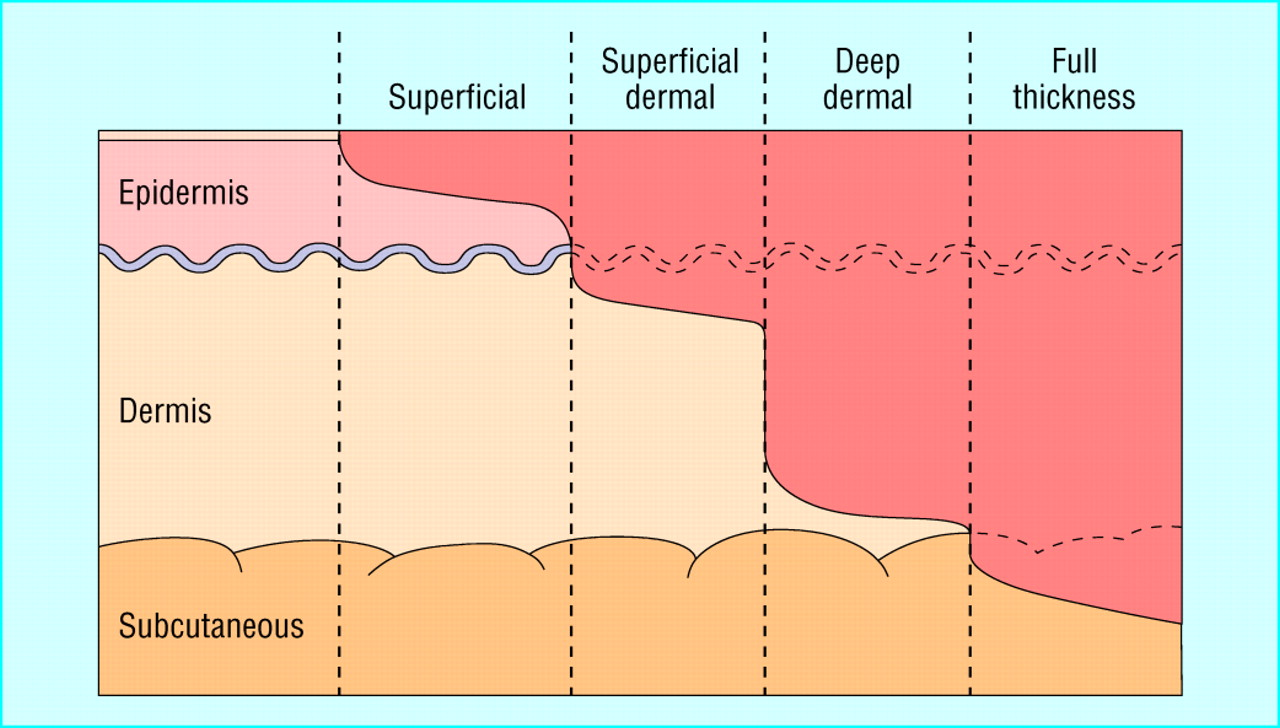 Superficial
Superficial
dermal
Deep
dermal
Full
thickness
Epidermis
Dermis
Subcutaneous